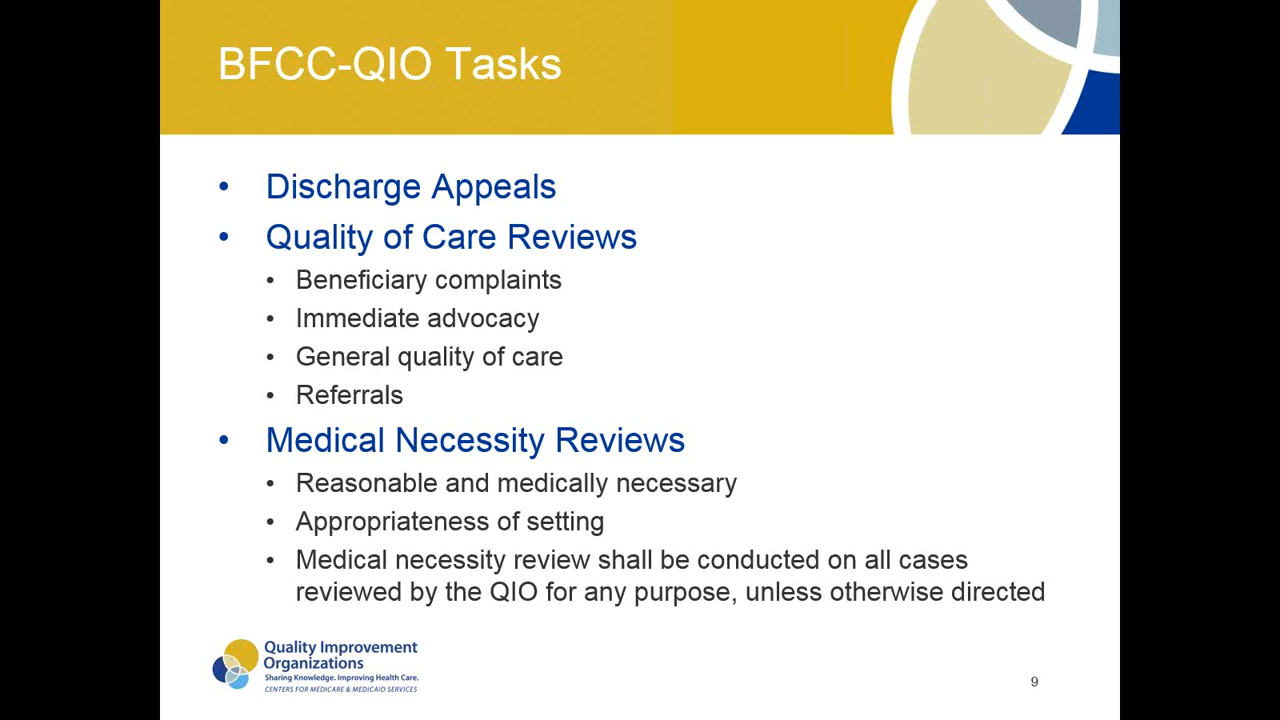 BFCC-QIO Tasks
• Discharge Appeals
• Quality of Care Reviews
• Beneficiary complaints
• Immediate advocacy
• General quality of care
• Referrals
• Medical Necessity Reviews
• Reasonable and medically necessary
• Appropriateness of setting
• Medical necessity review shall be conducted on all cases
reviewed by the QIO for any purpose, unless otherwise directed
Quality Improvement
Organizations
Sharing Knowledge. Improving Health Care.
CENTERS FOR MEDICARE & MEDICAID SERVICES
9